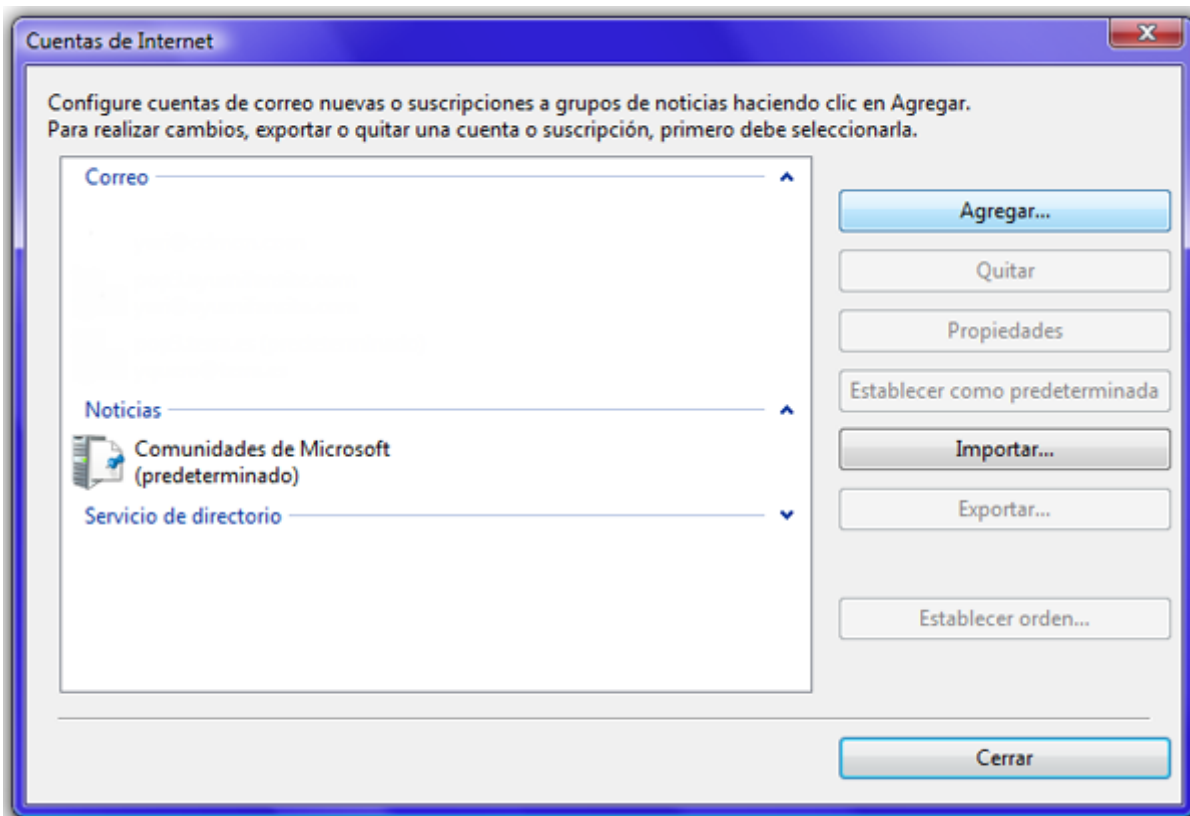 Cuentas de Internet
Configure cuentas de correo nuevas o suscripciones a grupos de noticias haciendo clic en Agregar.
Para realizar cambios, exportar o quitar una cuenta o suscripción, primero debe seleccionarla.
Correo
Agregar...
Quitar
Propiedades
Establecer como predeterminada
Noticias
Comunidades de Microsoft
(predeterminado)
Importar...
Servicio de directorio
Exportar...
Establecer orden...
Cerrar